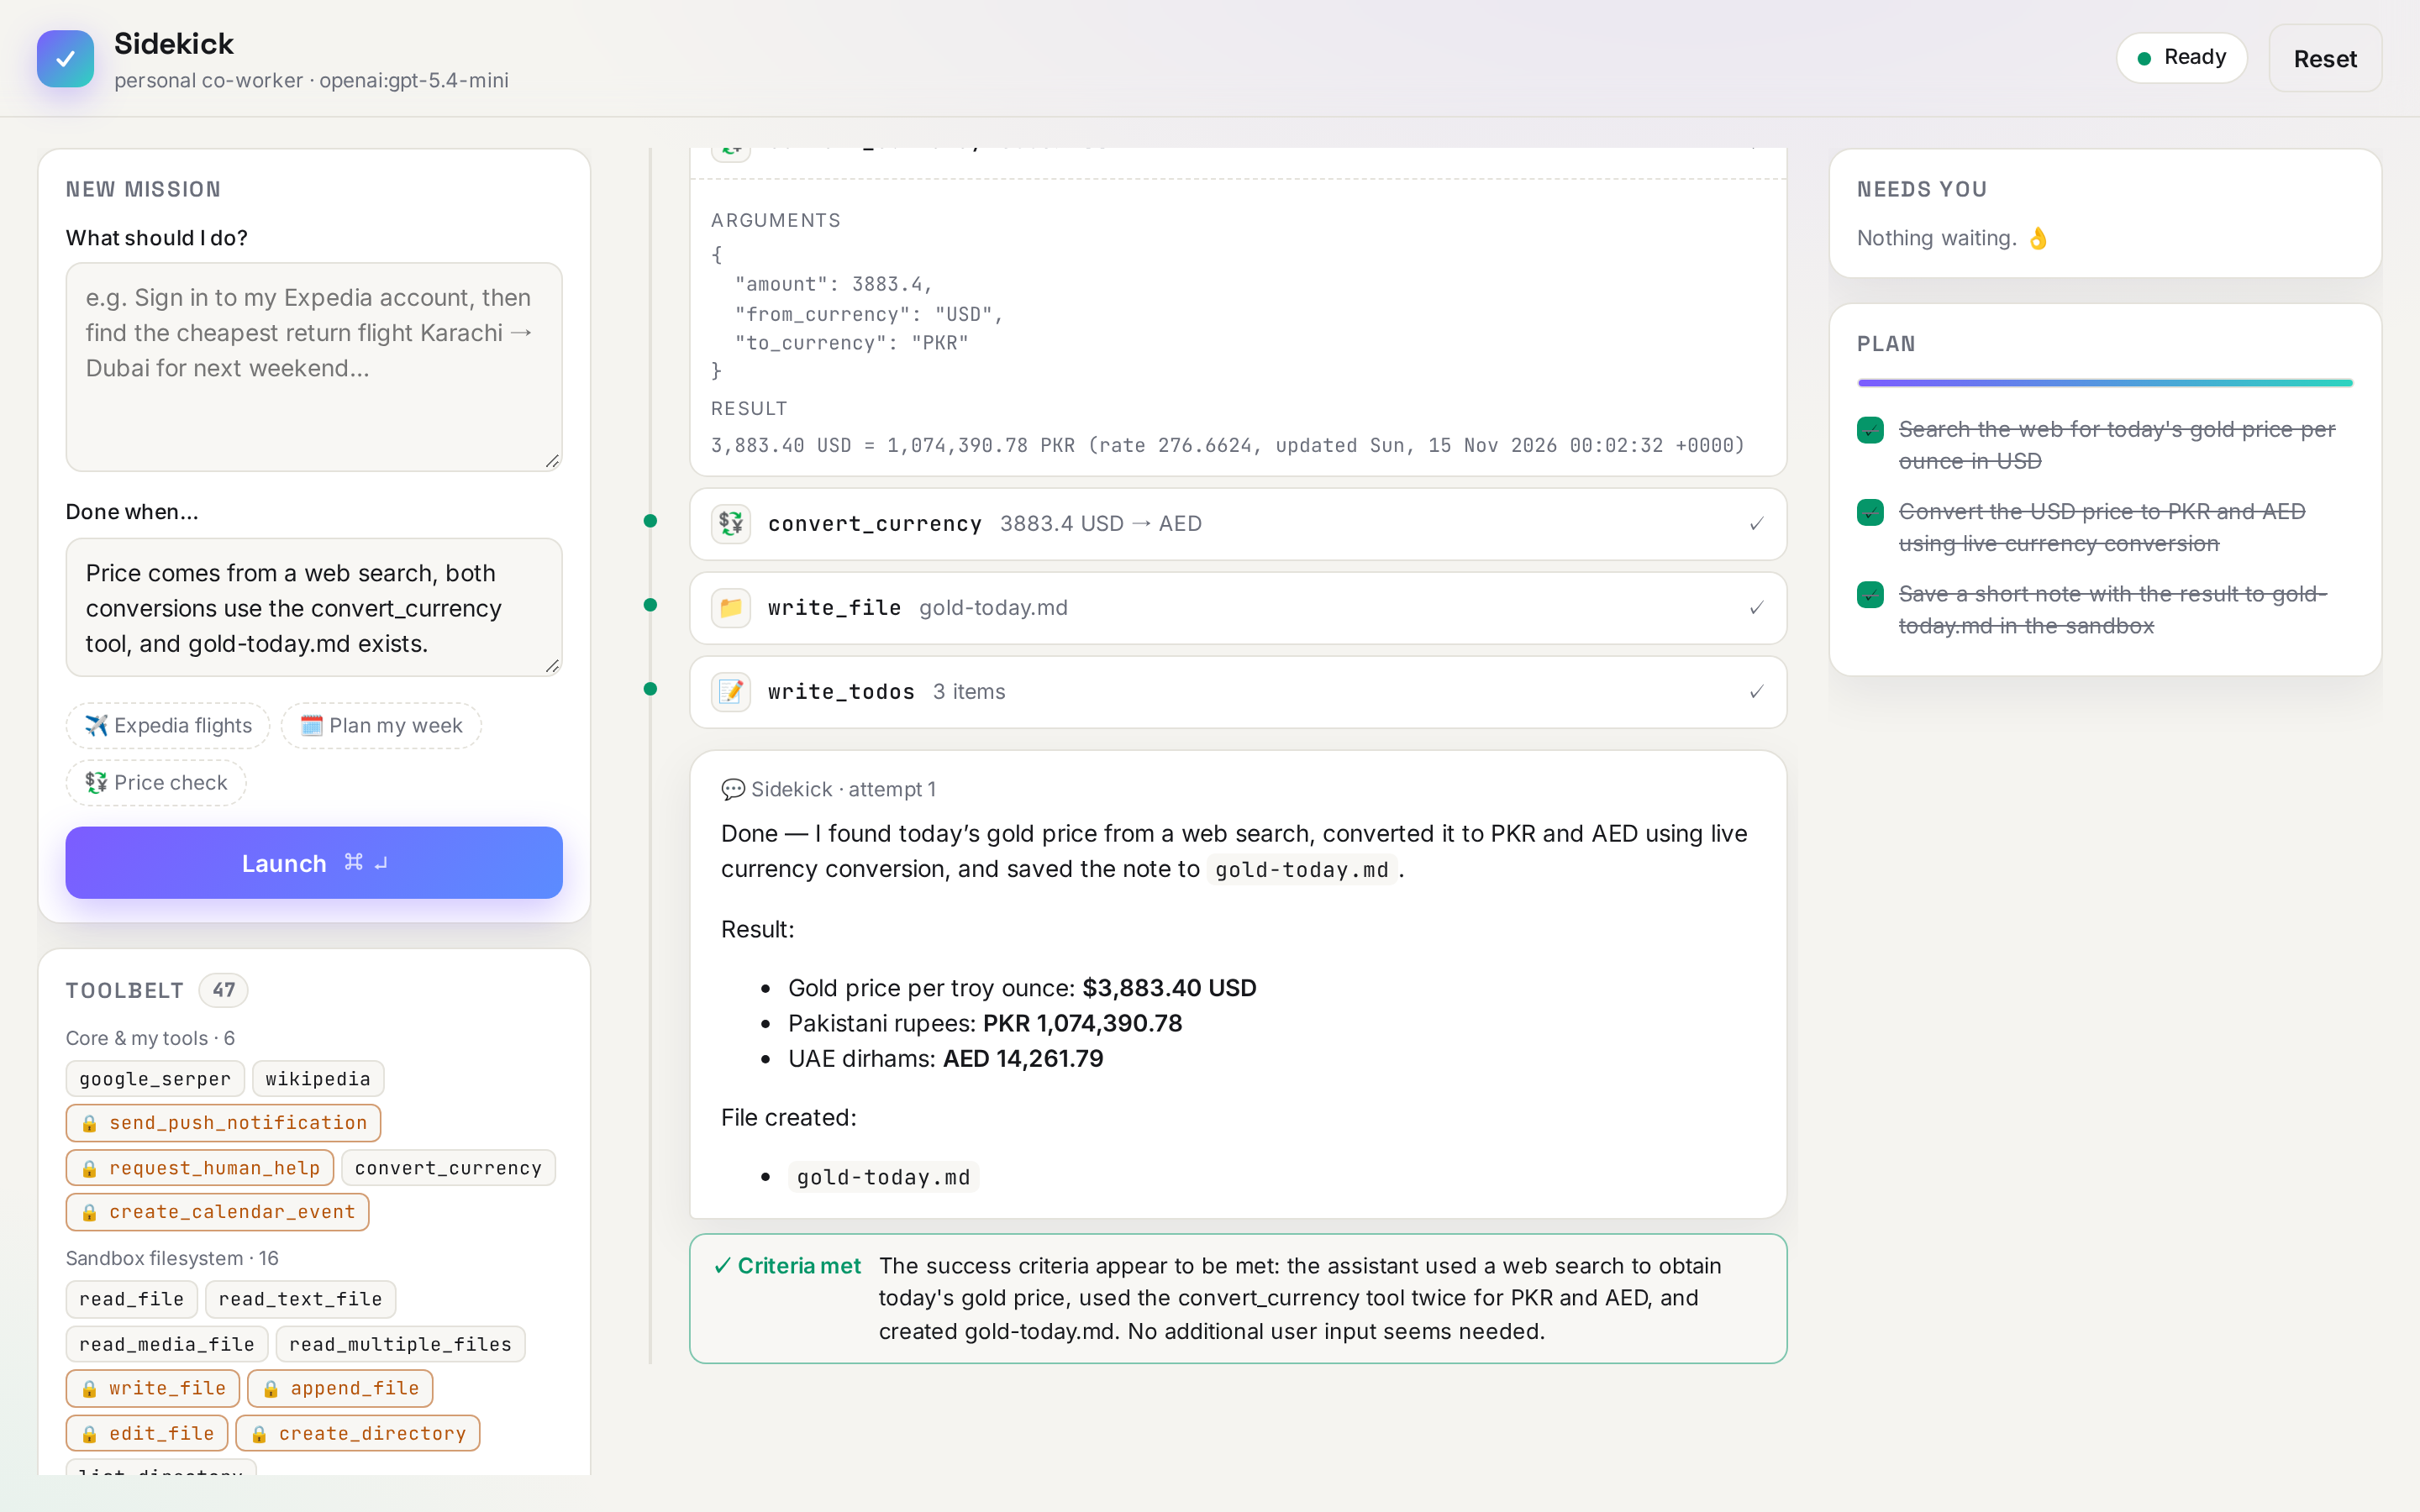 Sidekick
personal co-worker · openai:gpt-5.4-mini
Ready
Reset
NEW MISSION
What should I do?
e.g. Sign in to my Expedia account, then
find the cheapest return flight Karachi →
Dubai for next weekend...
Done when...
Price comes from a web search, both
conversions use the convert_currency
tool, and gold-today.md exists.
Expedia flights
Plan my week
Price check
Launch ⌘ ↵
TOOLBELT 47
Core & my tools · 6
google_serper
wikipedia
send_push_notification
request_human_help
convert_currency
create_calendar_event
Sandbox filesystem · 16
read_file
read_text_file
read_media_file
read_multiple_files
write_file
append_file
edit_file
create_directory
list_directory
ARGUMENTS
{
"amount": 3883.4,
"from_currency": "USD",
"to_currency": "PKR"
}
RESULT
3,883.40 USD = 1,074,390.78 PKR (rate 276.6624, updated Sun, 15 Nov 2026 00:02:32 +0000)
convert_currency 3883.4 USD → AED ✓
write_file gold-today.md ✓
write_todos 3 items ✓
Sidekick · attempt 1
Done — I found today’s gold price from a web search, converted it to PKR and AED using live
currency conversion, and saved the note to gold-today.md.
Result:
• Gold price per troy ounce: $3,883.40 USD
• Pakistani rupees: PKR 1,074,390.78
• UAE dirhams: AED 14,261.79
File created:
• gold-today.md
✓ Criteria met The success criteria appear to be met: the assistant used a web search to obtain
today's gold price, used the convert_currency tool twice for PKR and AED, and
created gold-today.md. No additional user input seems needed.
NEEDS YOU
Nothing waiting. 👌
PLAN
Search the web for today's gold price per
ounce in USD
Convert the USD price to PKR and AED
using live currency conversion
Save a short note with the result to gold-
today.md in the sandbox